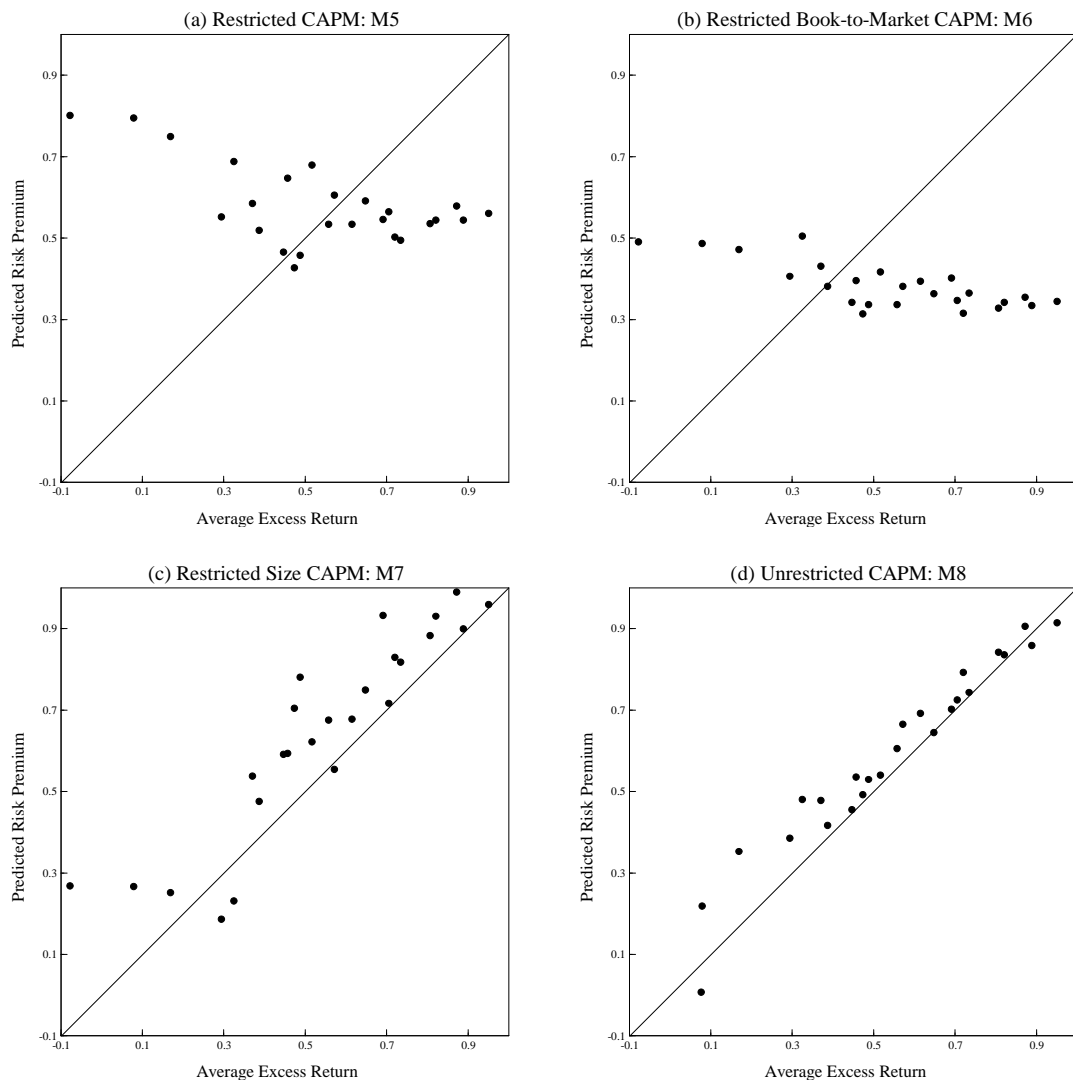 (a) Restricted CAPM: M5
0.9
0.7
0.5
0.3
0.1
-0.1
-0.1 0.1 0.3 0.5 0.7 0.9
Predicted Risk Premium
Average Excess Return
(b) Restricted Book-to-Market CAPM: M6
0.9
0.7
0.5
0.3
0.1
-0.1
-0.1 0.1 0.3 0.5 0.7 0.9
Predicted Risk Premium
Average Excess Return
(c) Restricted Size CAPM: M7
0.9
0.7
0.5
0.3
0.1
-0.1
-0.1 0.1 0.3 0.5 0.7 0.9
Predicted Risk Premium
Average Excess Return
(d) Unrestricted CAPM: M8
0.9
0.7
0.5
0.3
0.1
-0.1
-0.1 0.1 0.3 0.5 0.7 0.9
Predicted Risk Premium
Average Excess Return